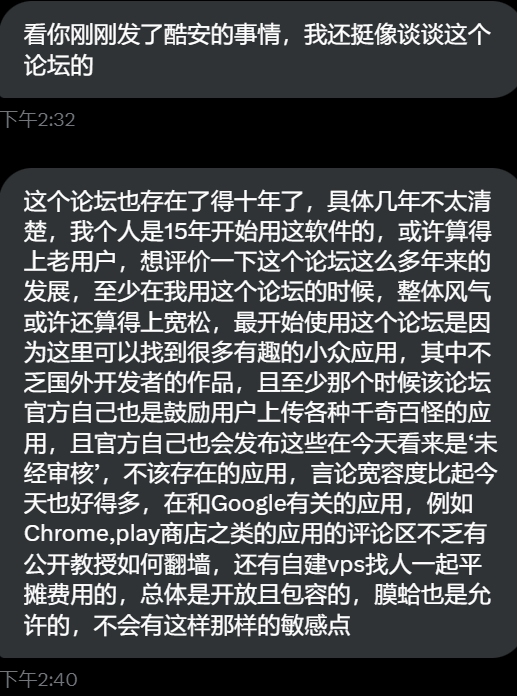 看你刚刚发了酷安的事情，我还挺像谈谈这个
论坛的
下午2:32
这个论坛也存在了得十年了，具体几年不太清
楚，我个人是15年开始用这软件的，或许算得
上老用户，想评价一下这个论坛这么多年来的
发展，至少在我用这个论坛的时候，整体风气
或许还算得上宽松，最开始使用这个论坛是因
为这里可以找到很多有趣的小众应用，其中不
乏国外开发者的作品，且至少那个时候该论坛
官方自己也是鼓励用户上传各种千奇百怪的应
用，且官方自己也会发布这些在今天看来是‘未
经审核’，不该存在的应用，言论宽容度比起今
天也好得多，在和Google有关的应用，例如
Chrome,play商店之类的应用的评论区不乏有
公开教授如何翻墙，还有自建vps找人一起平
摊费用的，总体是开放且包容的，膜蛤也是允
许的，不会有这样那样的敏感点
下午2:40